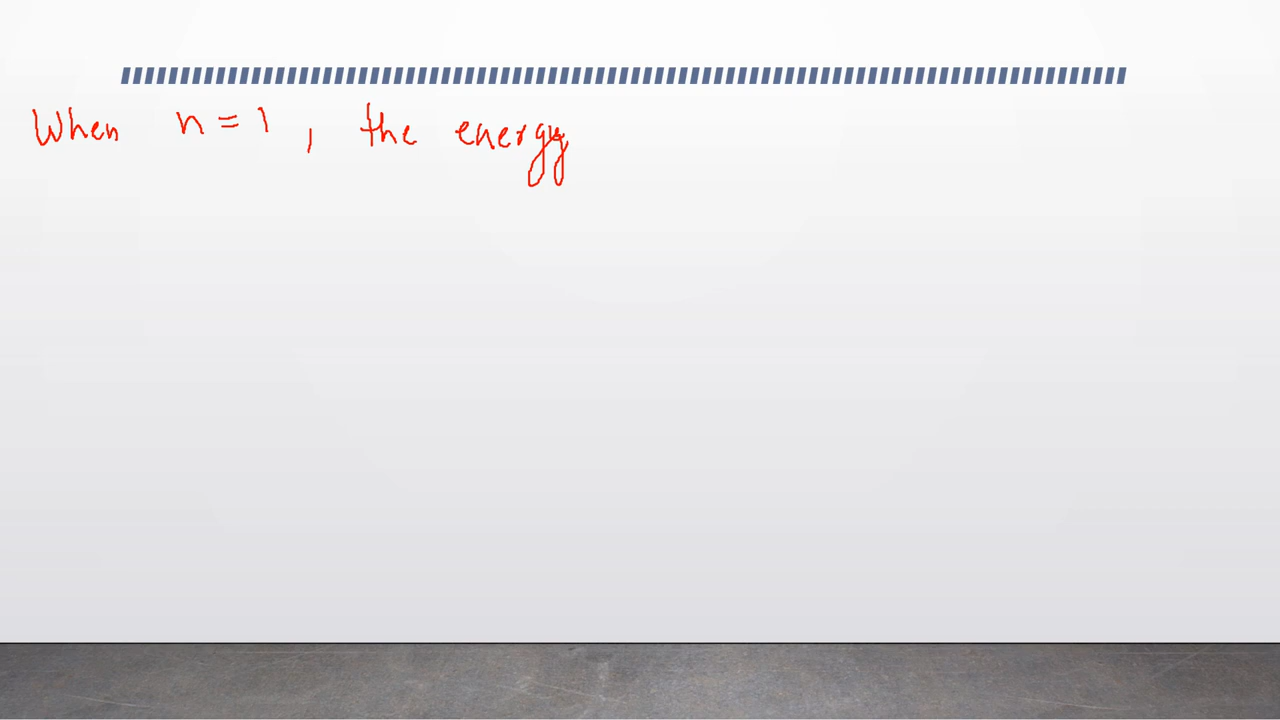 When n = 1 , the energy